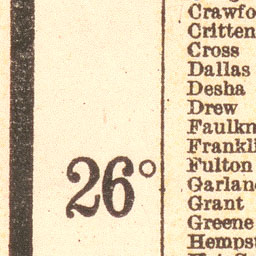 Crawfo
Critten
Cross
Dallas
Desha
Drew
Faulkn
Frankli
Fulton
26°
Garlan
Grant
Greene
Hempst